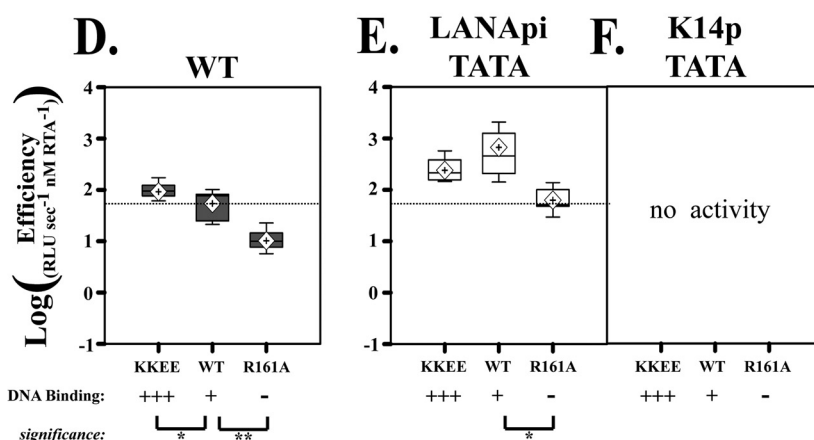 D.
WT
E.
LANApi
TATA
F.
K14p
TATA
Log(Efficiency
(RLU sec-1 nM RTA-1))
4
3
2
1
0
-1
4
3
2
1
0
-1
no activity
KKEE WT R161A
KKEE WT R161A
KKEE WT R161A
DNA Binding: +++ + -
+++ + -
+++ + -
significance: * **
*